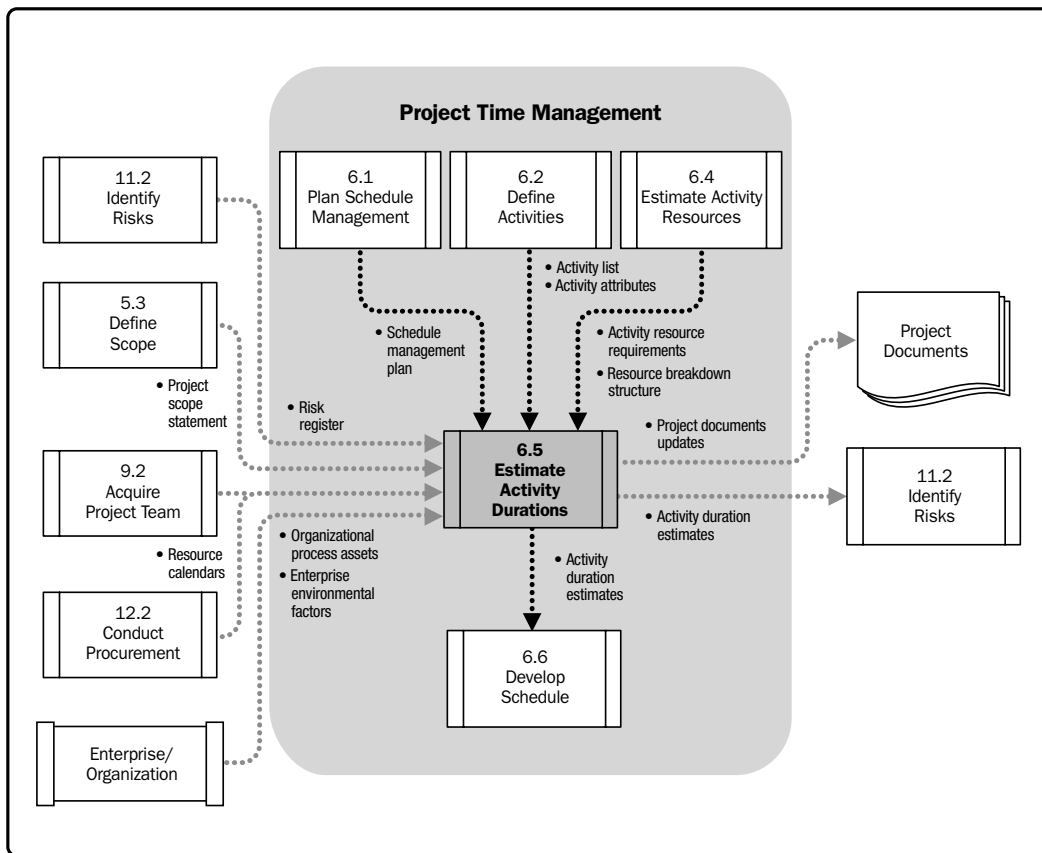 Project Time Management
11.2
Identify
Risks
6.1
Plan Schedule
Management
6.2
Define
Activities
6.4
Estimate Activity
Resources
• Activity list
• Activity attributes
5.3
Define
Scope
• Schedule
management
plan
• Activity resource
requirements
• Resource breakdown
structure
Project
Documents
• Project
scope
statement
• Risk
register
• Project documents
updates
9.2
Acquire
Project Team
6.5
Estimate
Activity
Durations
11.2
Identify
Risks
• Resource
calendars
• Organizational
process assets
• Enterprise
environmental
factors
• Activity duration
estimates
• Activity
duration
estimates
12.2
Conduct
Procurement
6.6
Develop
Schedule
Enterprise/
Organization